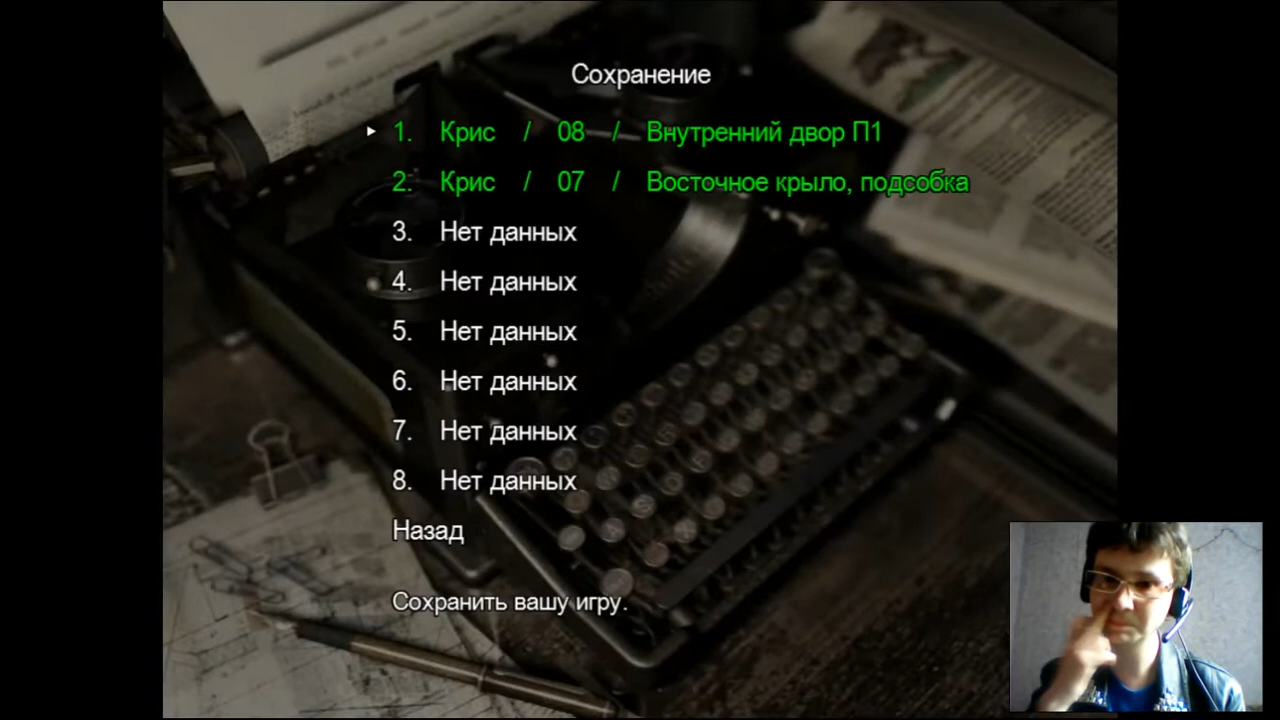 Сохранение
1. Крис / 08 / Внутренний двор П1
2. Крис / 07 / Восточное крыло, подсобка
3. Нет данных
4. Нет данных
5. Нет данных
6. Нет данных
7. Нет данных
8. Нет данных
Назад
Сохранить вашу игру.